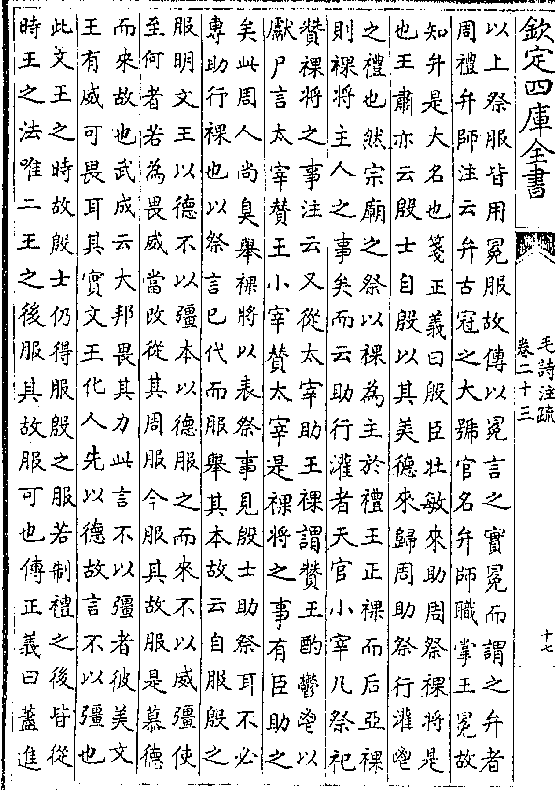 欽定四庫全書
毛詩注疏
卷二十三
十七
以上祭服皆用冕服故傳以冕言之實冕而謂之弁者
周禮弁師注云弁古冠之大號官名弁師職掌王冕故
知弁是大名也箋正義曰殷臣壯敏來助周祭祼將是
也王肅亦云殷士自殷以其美德來歸周助祭行灌鬯
之禮也然宗廟之祭以祼為主於禮王正祼而后亞祼
則祼將主人之事矣而云助行灌者天官小宰凡祭祀
贊祼將之事注云又從太宰助王祼謂贊王酌鬱鬯以
獻尸言太宰贊王小宰贊太宰是祼將之事有臣助之
矣此周人尚臭舉祼將以表祭事見殷士助祭耳不必
專助行祼也以祭言已代而服舉其本故云自服殷之
服明文王以德不以彊本以德服之而來不以威彊使
至何者若為畏威當改從其周服今服其故服是慕德
而來故也武成云大邦畏其力此言不以彊者彼美文
王有威可畏耳其實文王化人先以德故言不以彊也
此文王之時故殷士仍得服殷之服若制禮之後皆從
時王之法唯二王之後服其故服可也傳正義曰蓋進